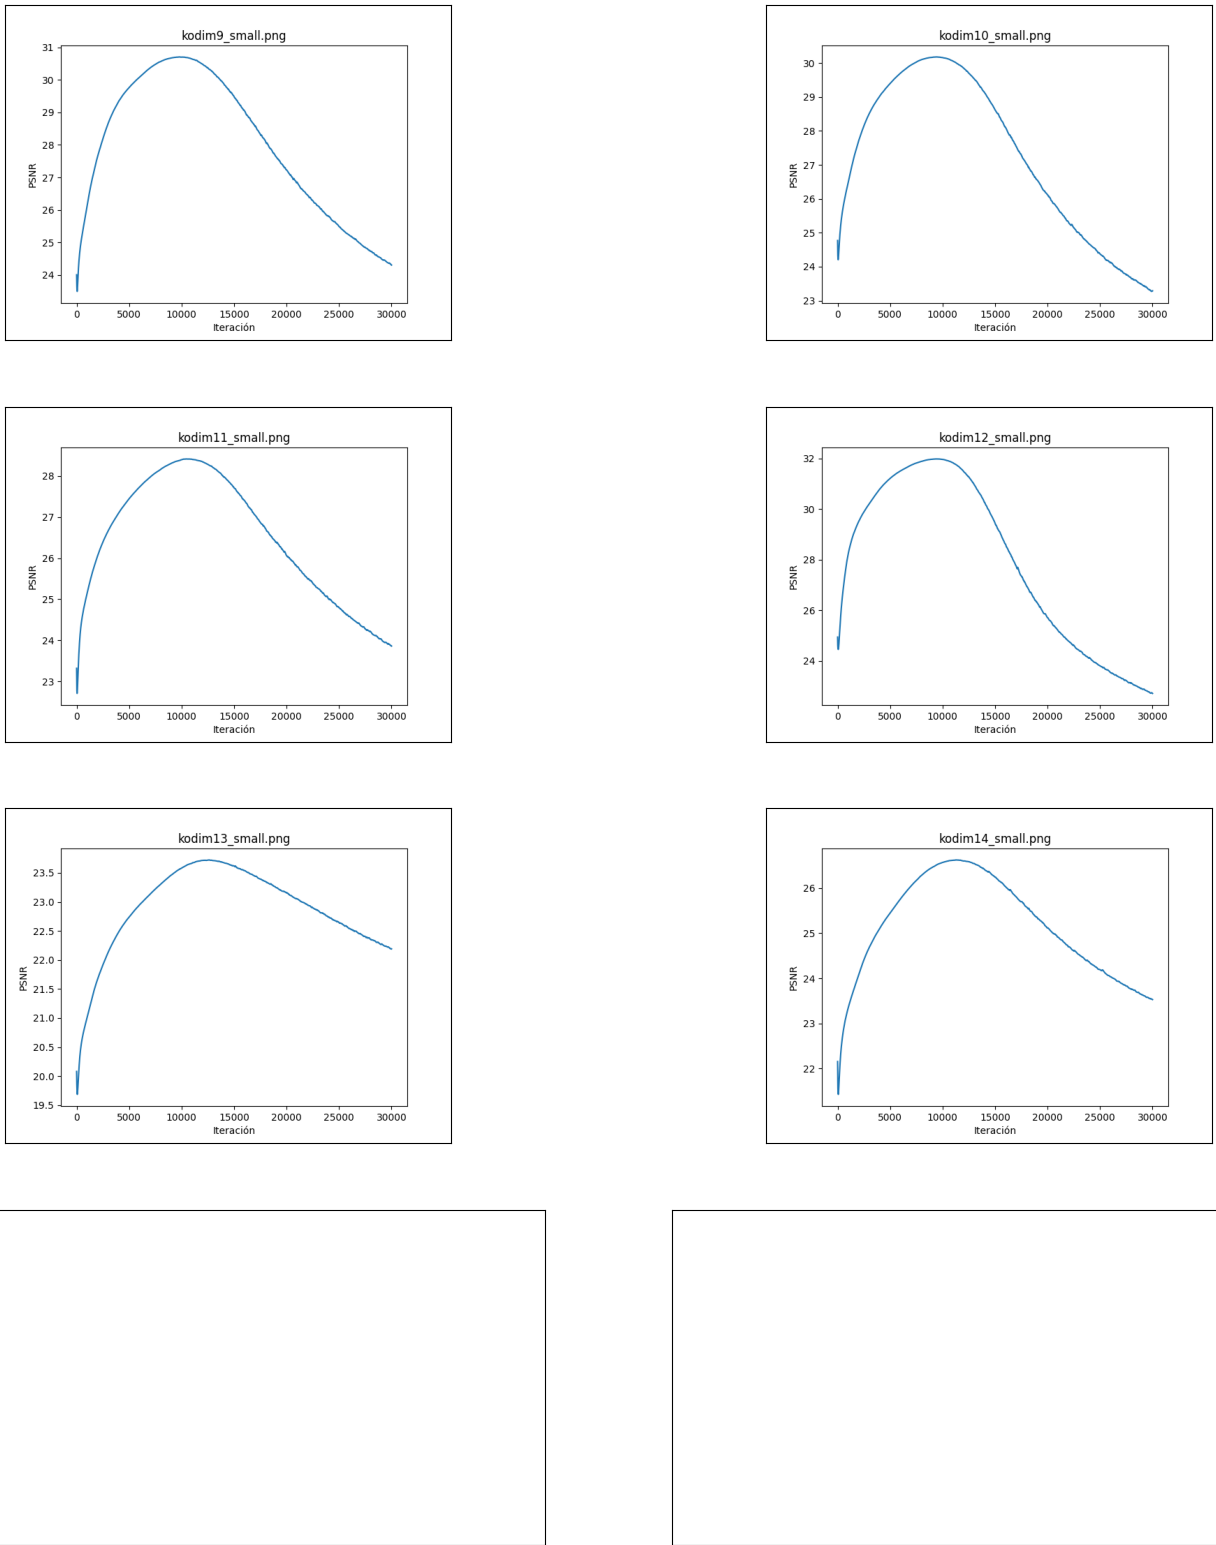 kodim9_small.png
31
30
29
28
27
26
25
24
PSNR
0 5000 10000 15000 20000 25000 30000
Iteración
kodim10_small.png
30
29
28
27
26
25
24
23
PSNR
0 5000 10000 15000 20000 25000 30000
Iteración
kodim11_small.png
28
27
26
25
24
23
PSNR
0 5000 10000 15000 20000 25000 30000
Iteración
kodim12_small.png
32
30
28
26
24
PSNR
0 5000 10000 15000 20000 25000 30000
Iteración
kodim13_small.png
23.5
23.0
22.5
22.0
21.5
21.0
20.5
20.0
19.5
PSNR
0 5000 10000 15000 20000 25000 30000
Iteración
kodim14_small.png
26
25
24
23
22
PSNR
0 5000 10000 15000 20000 25000 30000
Iteración